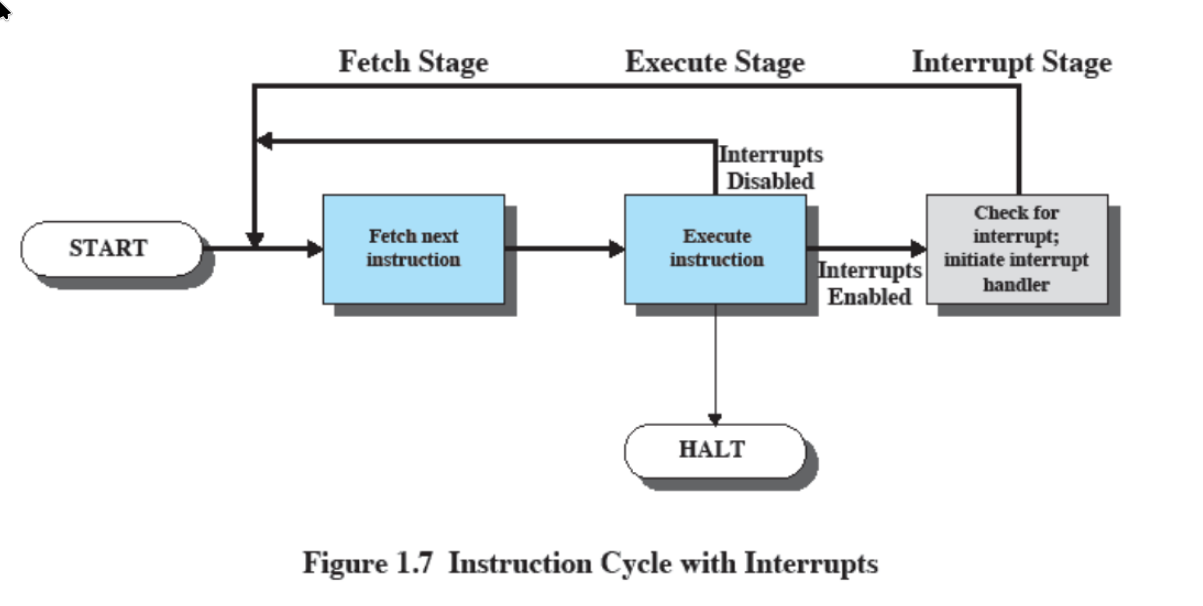 Fetch Stage
Execute Stage
Interrupt Stage
Interrupts
Disabled
START
Fetch next
instruction
Execute
instruction
Interrupts
Enabled
Check for
interrupt;
initiate interrupt
handler
HALT
Figure 1.7 Instruction Cycle with Interrupts